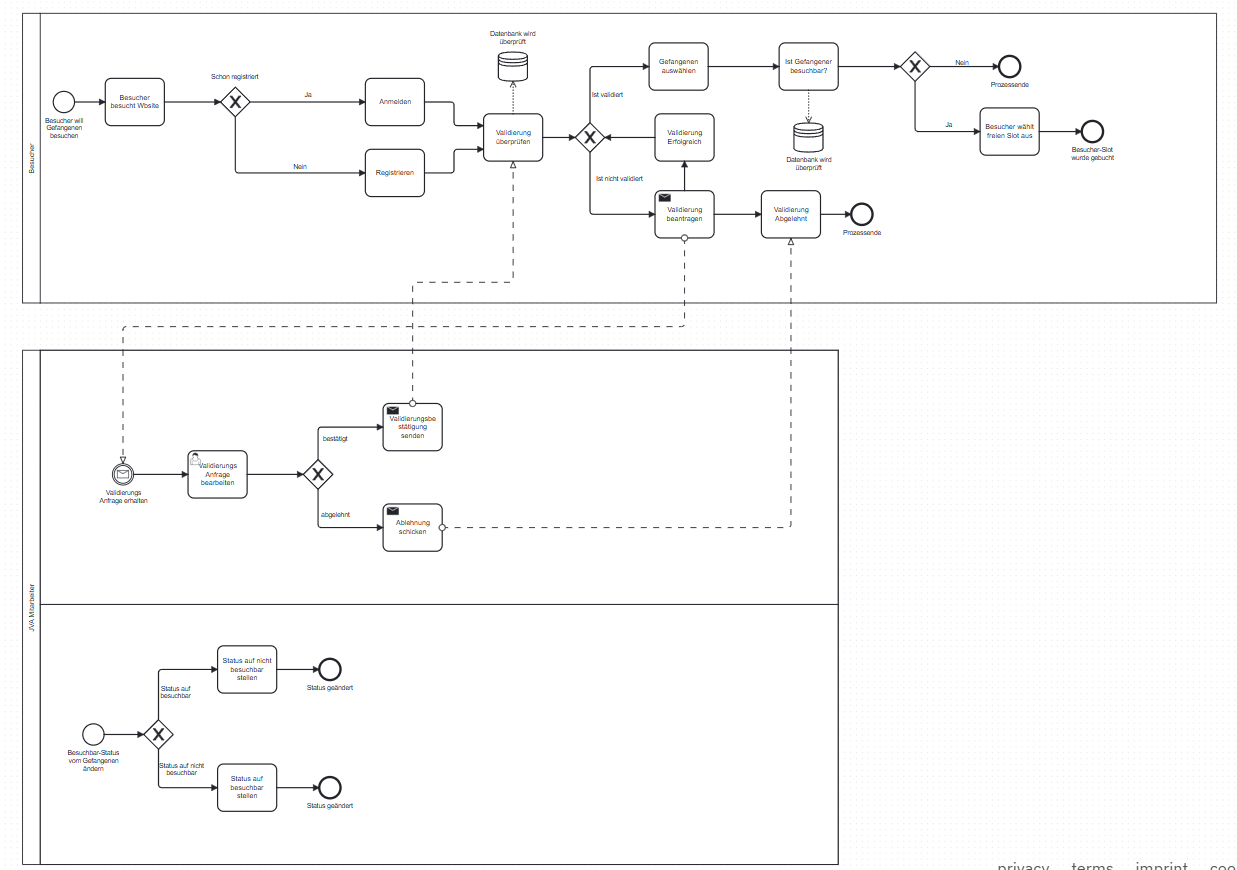 Besucher
Besucher will
Gefangenen
besuchen
Besucher
besucht Wbsite
Schon registriert
Ja
Nein
Anmelden
Registrieren
Datenbank wird
überprüft
Validierung
überprüfen
Ist validiert
Ist nicht validiert
Gefangenen
auswählen
Validierung
Erfolgreich
Validierung
beantragen
Ist Gefangener
besuchbar?
Datenbank wird
überprüft
Validierung
Abgelehnt
Prozessende
Nein
Prozessende
Ja
Besucher wählt
freien Slot aus
Besucher-Slot
wurde gebucht
JVA Mitarbeiter
Validierungs
Anfrage erhalten
Validierungs
Anfrage
bearbeiten
bestätigt
abgelehnt
Validierungsbe
stätigung
senden
Ablehnung
schicken
Besuchbar-Status
vom Gefangenen
ändern
Status auf
besuchbar
Status auf nicht
besuchbar
Status auf nicht
besuchbar
stellen
Status geändert
Status auf
besuchbar
stellen
Status geändert
privacy terms imprint coo